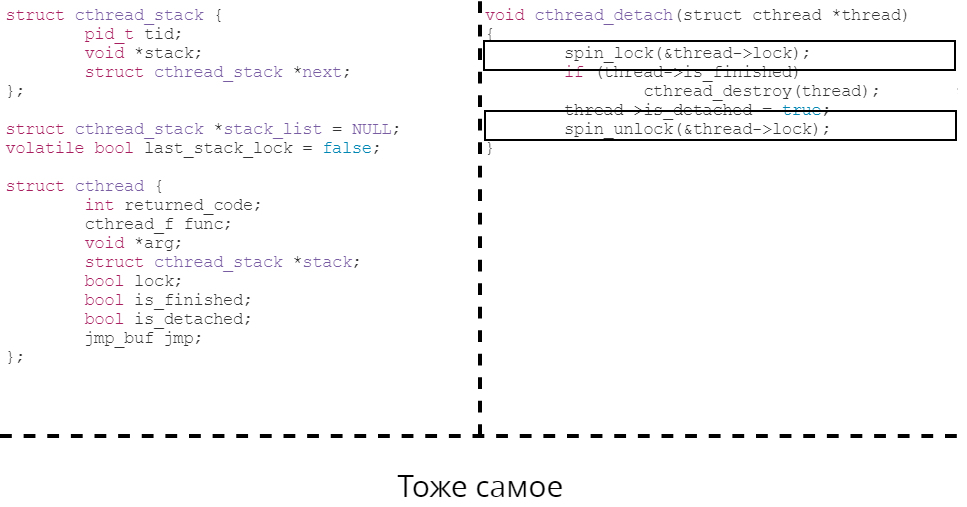 struct cthread_stack {
pid_t tid;
void *stack;
struct cthread_stack *next;
};
struct cthread_stack *stack_list = NULL;
volatile bool last_stack_lock = false;
struct cthread {
int returned_code;
cthread_f func;
void *arg;
struct cthread_stack *stack;
bool lock;
bool is_finished;
bool is_detached;
jmp_buf jmp;
};
void cthread_detach(struct cthread *thread)
{
spin_lock(&thread->lock);
if (thread->is_finished)
cthread_destroy(thread);
thread->is_detached = true;
spin_unlock(&thread->lock);
}
Тоже самое